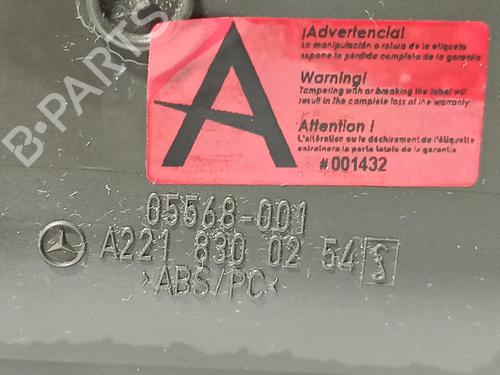 B-PARTS
A
¡Advertencia!
La manipulación o rotura de la etiqueta
supone la pérdida completa de la garantía
Warning!
Tampering with or breaking the label will
result in the complete loss of the warranty
Attention !
L'altération ou le déchirement de l'étiquette
entraînera la perte totale de la garantie
#001432
05568-001
A221 830 02 54
>ABS/PC<